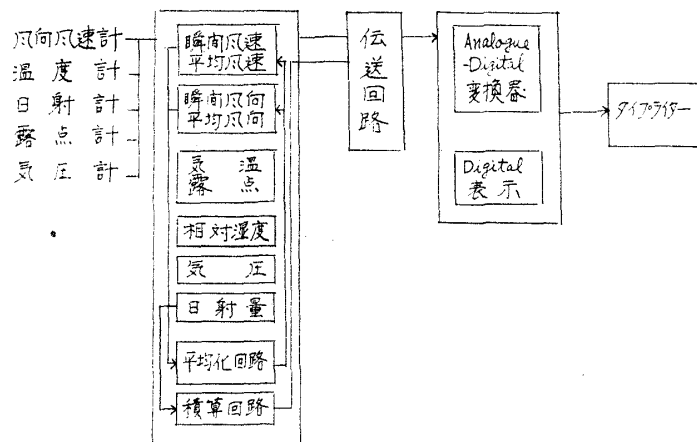 風向風速計
温度計
日射計
露点計
気圧計
瞬間風速
平均風速
瞬間風向
平均風向
気温
露点
相対湿度
気圧
日射量
平均化回路
積算回路
伝送回路
Analogue
-Digital
変換器
Digital
表示
タイプライター